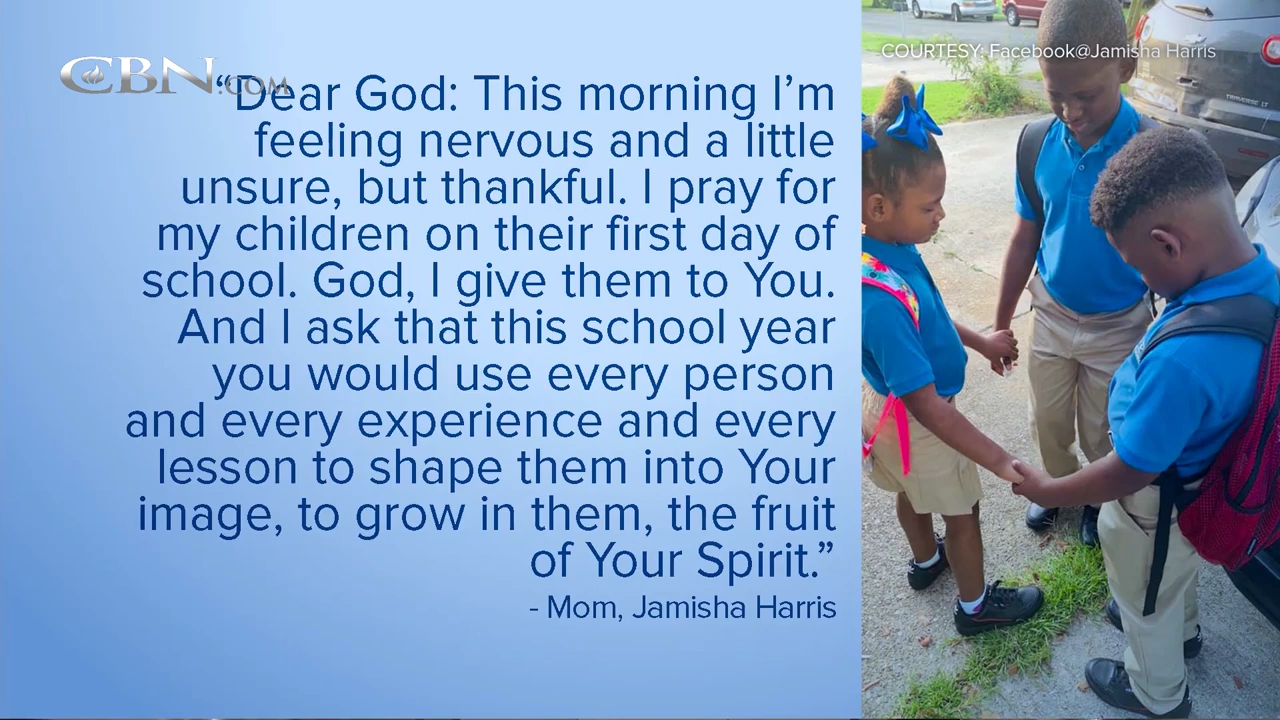 CBN.COM
COURTESY: Facebook@Jamisha Harris
“Dear God: This morning I’m
feeling nervous and a little
unsure, but thankful. I pray for
my children on their first day of
school. God, I give them to You.
And I ask that this school year
you would use every person
and every experience and every
lesson to shape them into Your
image, to grow in them, the fruit
of Your Spirit.”
- Mom, Jamisha Harris
TRAVERSE LT